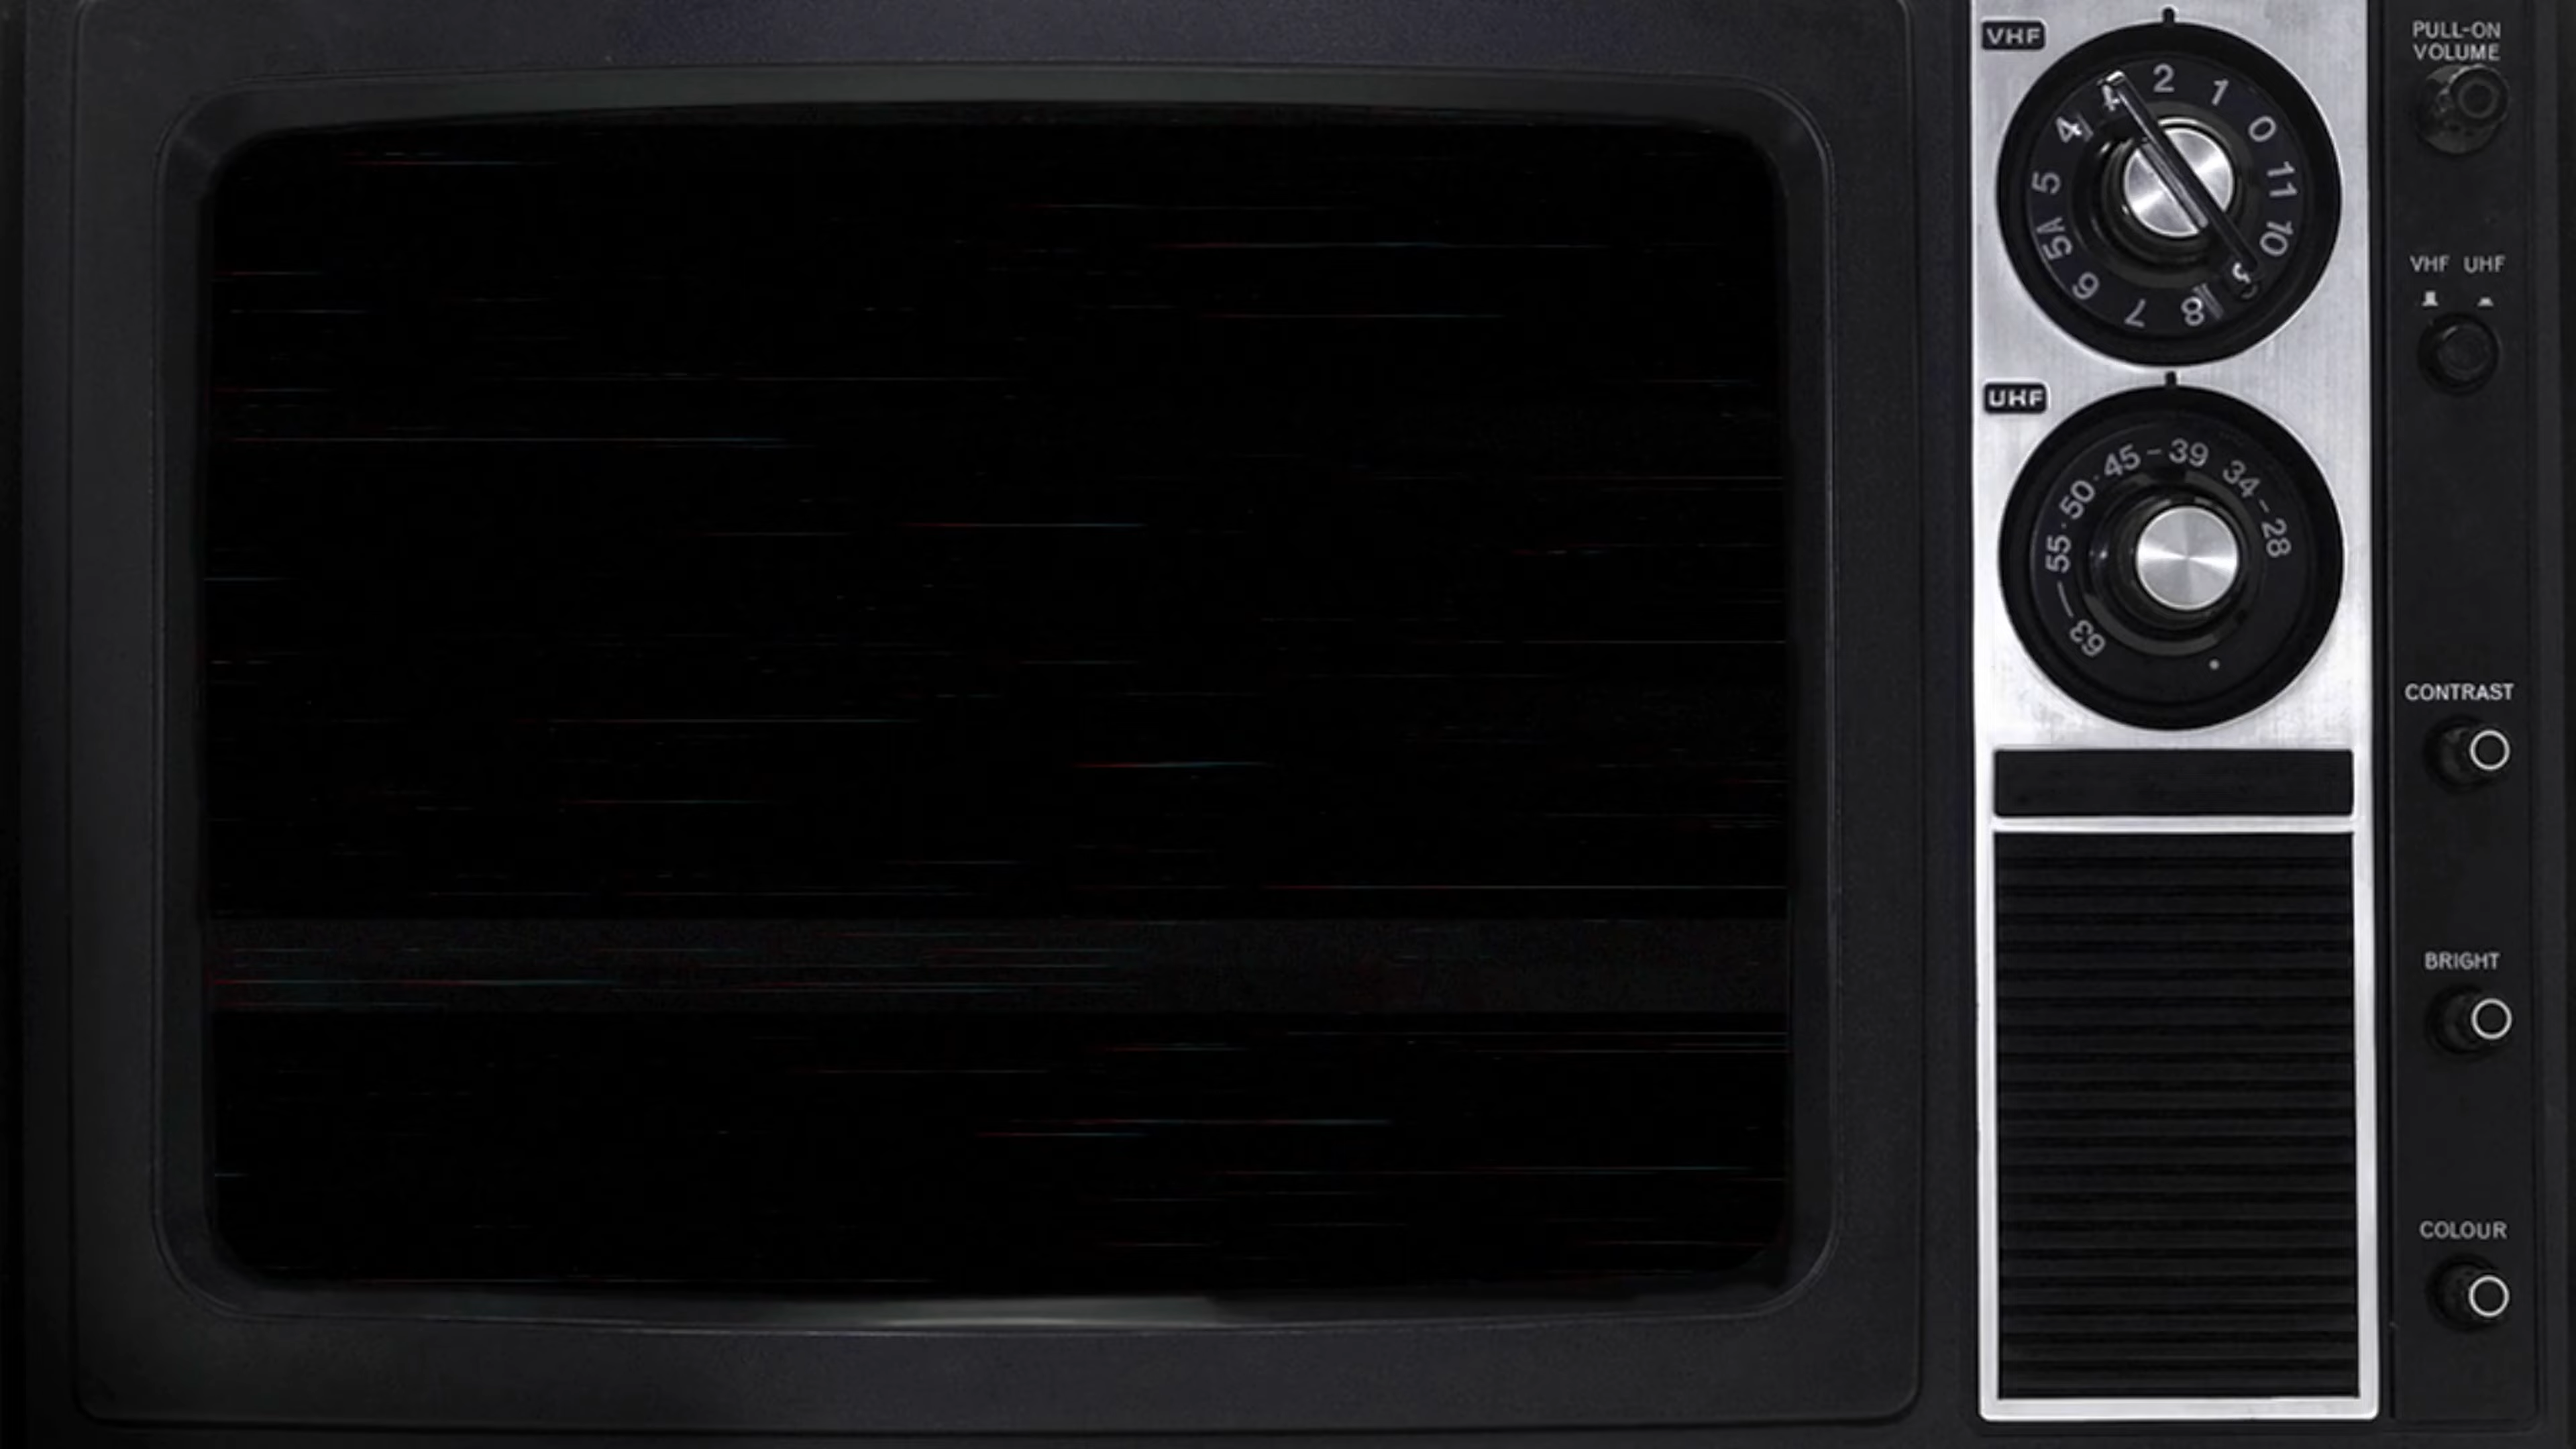 VHF
2 1 0 11 10 8 7 6 5A 5 4
UHF
63 55 50 45 39 34 28
PULL-ON
VOLUME
VHF UHF
CONTRAST
BRIGHT
COLOUR